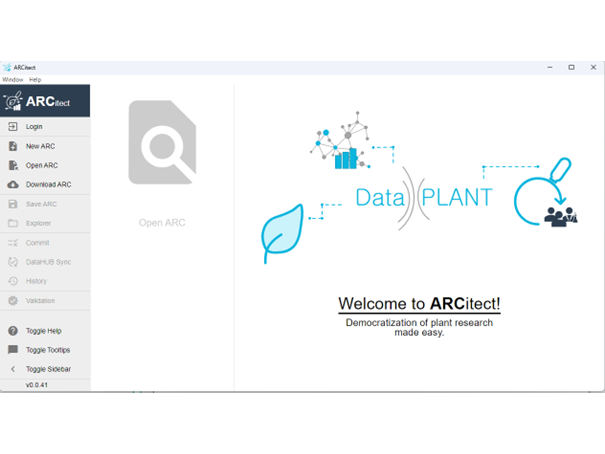 ARCitect
Window Help
ARCitect
Login
New ARC
Open ARC
Download ARC
Save ARC
Explorer
Commit
DataHUB Sync
History
Validation
Toggle Help
Toggle Tooltips
Toggle Sidebar
v0.0.41
Open ARC
Data PLANT
Welcome to ARCitect!
Democratization of plant research
made easy.